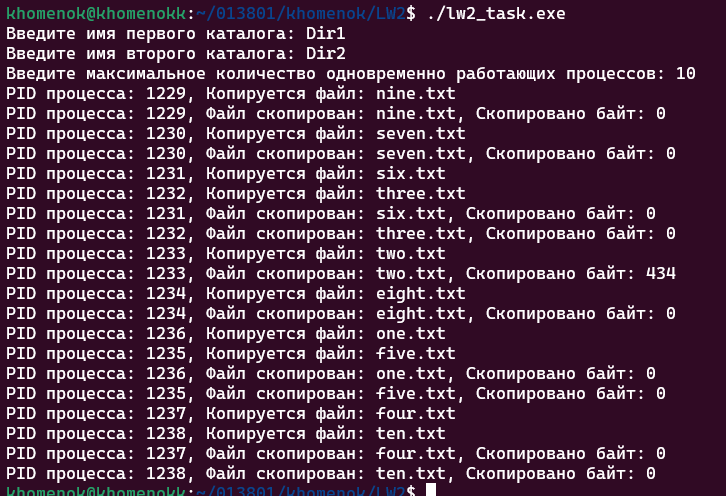 khomenok@khomenokk:~/013801/khomenok/LW2$ ./lw2_task.exe
Введите имя первого каталога: Dir1
Введите имя второго каталога: Dir2
Введите максимальное количество одновременно работающих процессов: 10
PID процесса: 1229, Копируется файл: nine.txt
PID процесса: 1229, Файл скопирован: nine.txt, Скопировано байт: 0
PID процесса: 1230, Копируется файл: seven.txt
PID процесса: 1230, Файл скопирован: seven.txt, Скопировано байт: 0
PID процесса: 1231, Копируется файл: six.txt
PID процесса: 1232, Копируется файл: three.txt
PID процесса: 1231, Файл скопирован: six.txt, Скопировано байт: 0
PID процесса: 1232, Файл скопирован: three.txt, Скопировано байт: 0
PID процесса: 1233, Копируется файл: two.txt
PID процесса: 1233, Файл скопирован: two.txt, Скопировано байт: 434
PID процесса: 1234, Копируется файл: eight.txt
PID процесса: 1234, Файл скопирован: eight.txt, Скопировано байт: 0
PID процесса: 1236, Копируется файл: one.txt
PID процесса: 1235, Копируется файл: five.txt
PID процесса: 1236, Файл скопирован: one.txt, Скопировано байт: 0
PID процесса: 1235, Файл скопирован: five.txt, Скопировано байт: 0
PID процесса: 1237, Копируется файл: four.txt
PID процесса: 1238, Копируется файл: ten.txt
PID процесса: 1237, Файл скопирован: four.txt, Скопировано байт: 0
PID процесса: 1238, Файл скопирован: ten.txt, Скопировано байт: 0
khomenok@khomenokk:~/013801/khomenok/LW2$